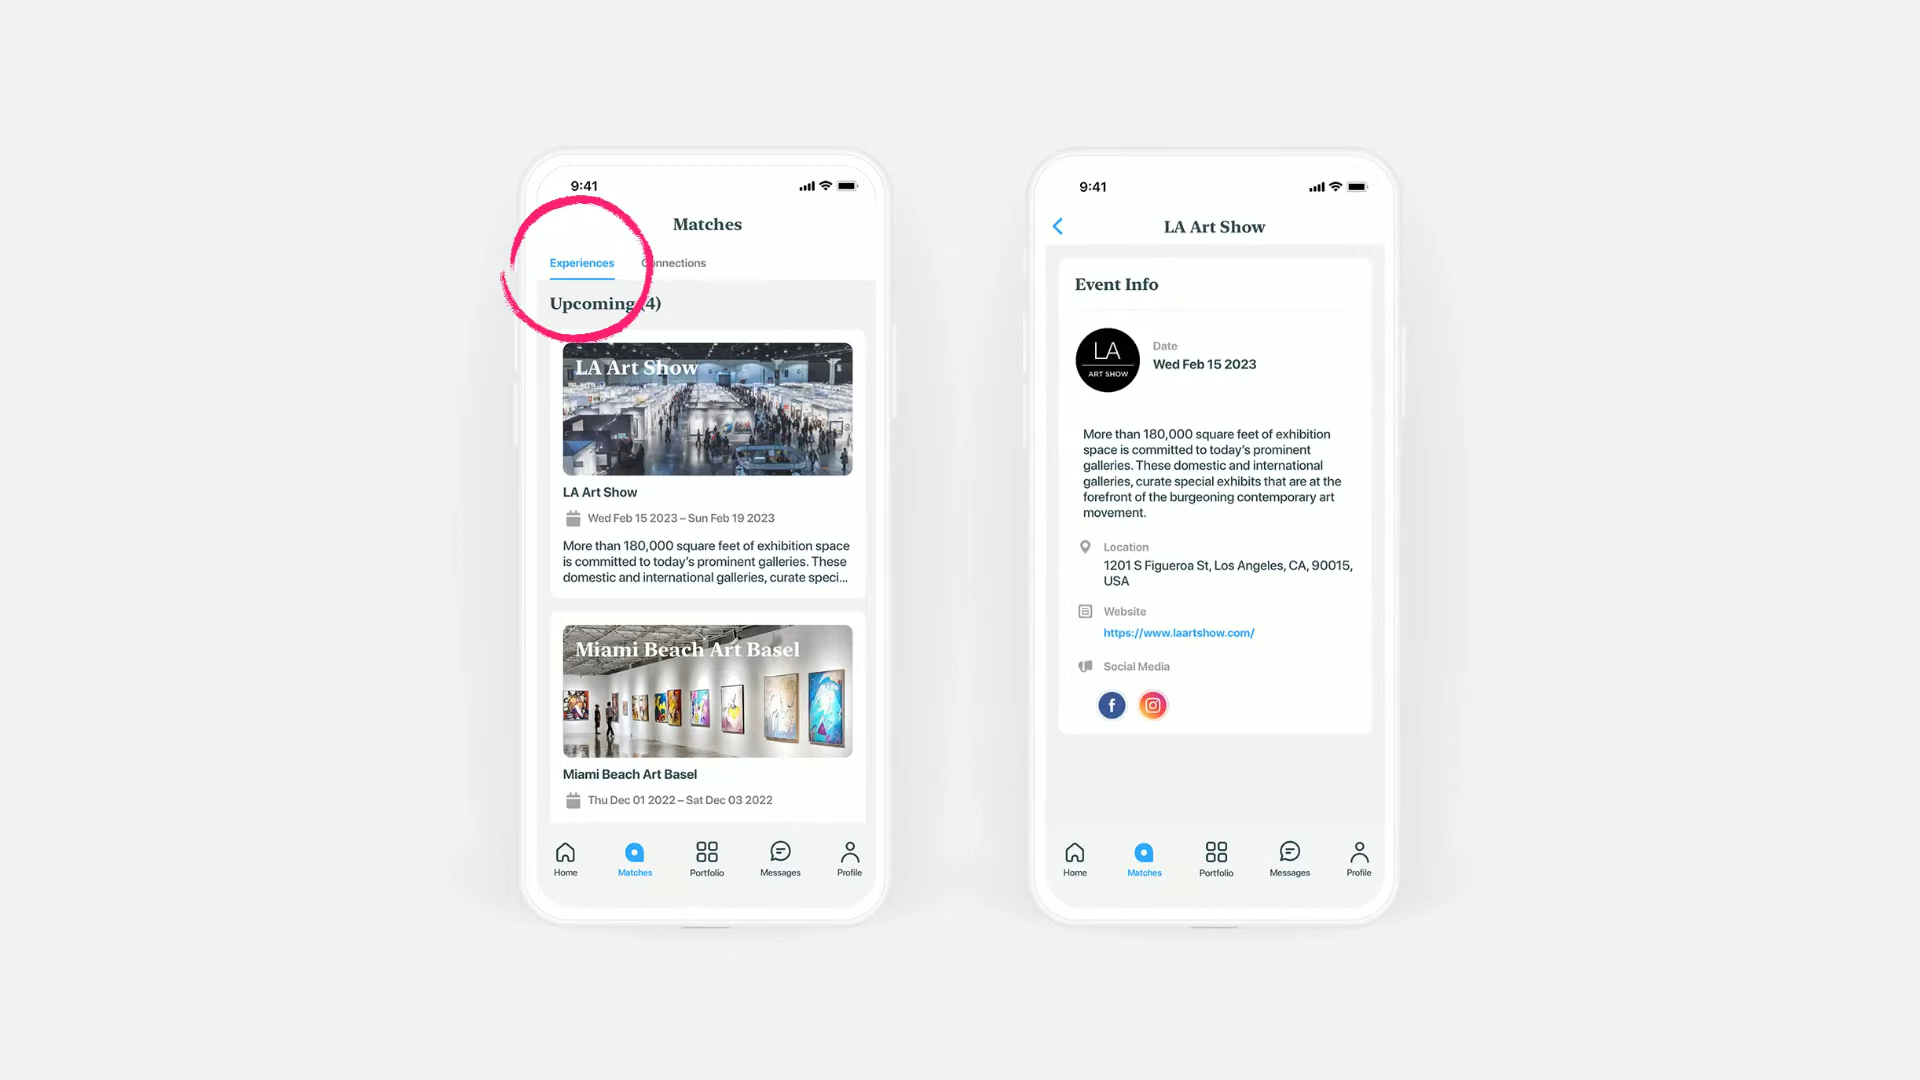 9:41
Matches
Experiences
Connections
Upcoming (4)
LA Art Show
LA Art Show
Wed Feb 15 2023 – Sun Feb 19 2023
More than 180,000 square feet of exhibition space
is committed to today's prominent galleries. These
domestic and international galleries, curate speci...
Miami Beach Art Basel
Miami Beach Art Basel
Thu Dec 01 2022 – Sat Dec 03 2022
Home
Matches
Portfolio
Messages
Profile
9:41
LA Art Show
Event Info
LA
ART SHOW
Date
Wed Feb 15 2023
More than 180,000 square feet of exhibition
space is committed to today's prominent
galleries. These domestic and international
galleries, curate special exhibits that are at the
forefront of the burgeoning contemporary art
movement.
Location
1201 S Figueroa St, Los Angeles, CA, 90015,
USA
Website
https://www.laartshow.com/
Social Media
Home
Matches
Portfolio
Messages
Profile